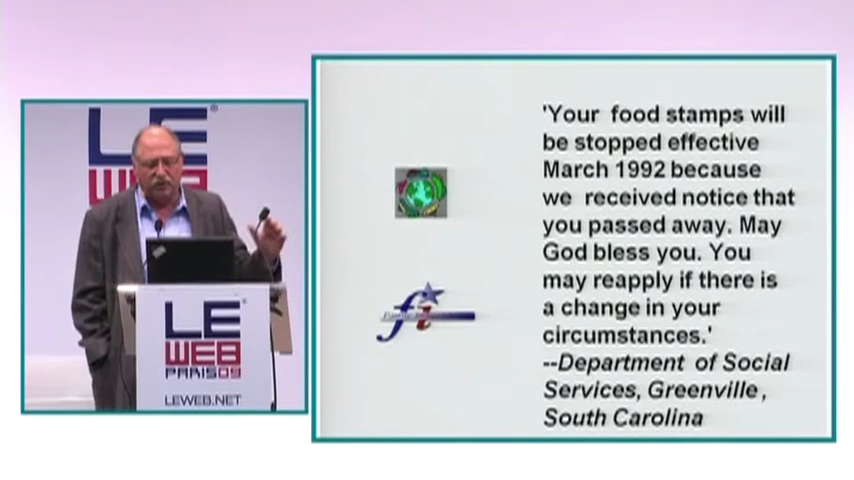 LE
WEB
LE
WEB
PARIS09
LEWEB.NET
'Your food stamps will
be stopped effective
March 1992 because
we received notice that
you passed away. May
God bless you. You
may reapply if there is
a change in your
circumstances.'
--Department of Social
Services, Greenville,
South Carolina
fi